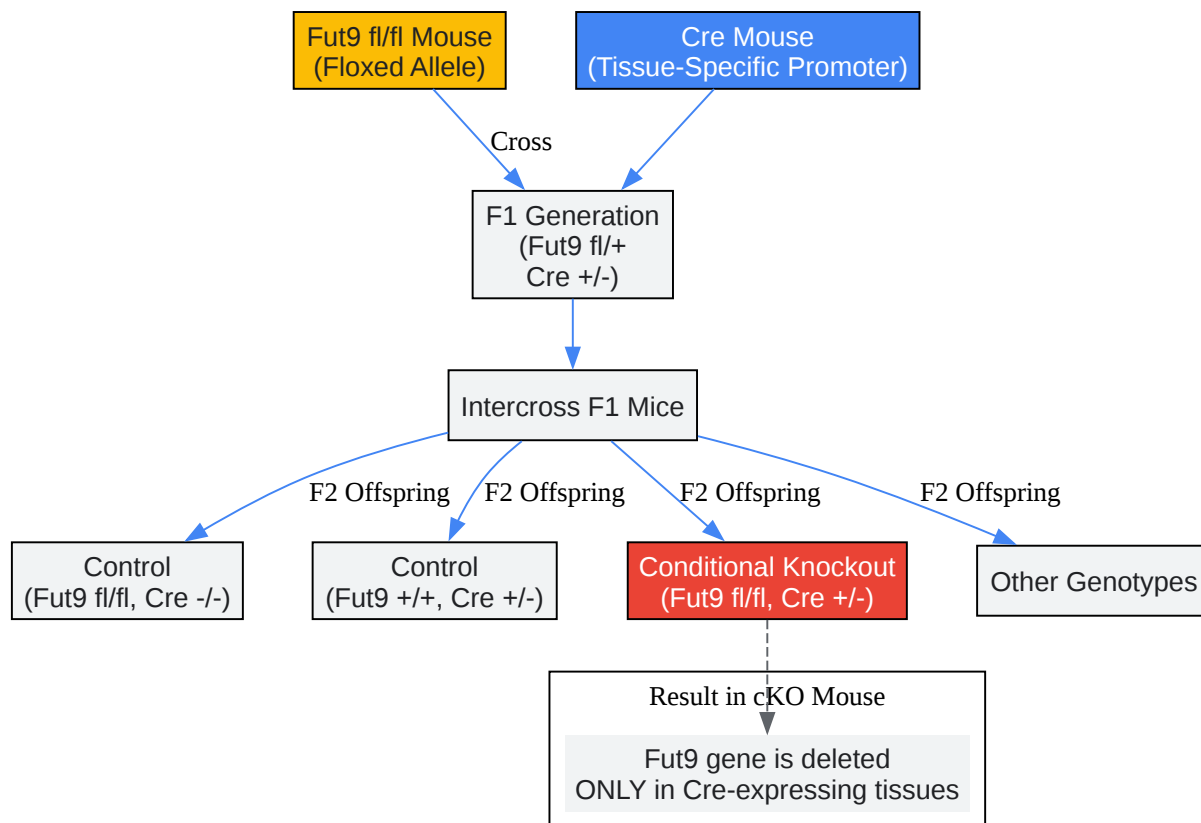 Fut9 fl/fl Mouse
(Floxed Allele)
Cre Mouse
(Tissue-Specific Promoter)
Cross
F1 Generation
(Fut9 fl/+
Cre +/-)
Intercross F1 Mice
F2 Offspring
F2 Offspring
F2 Offspring
F2 Offspring
Control
(Fut9 fl/fl, Cre -/-)
Control
(Fut9 +/+, Cre +/-)
Conditional Knockout
(Fut9 fl/fl, Cre +/-)
Other Genotypes
Result in cKO Mouse
Fut9 gene is deleted
ONLY in Cre-expressing tissues